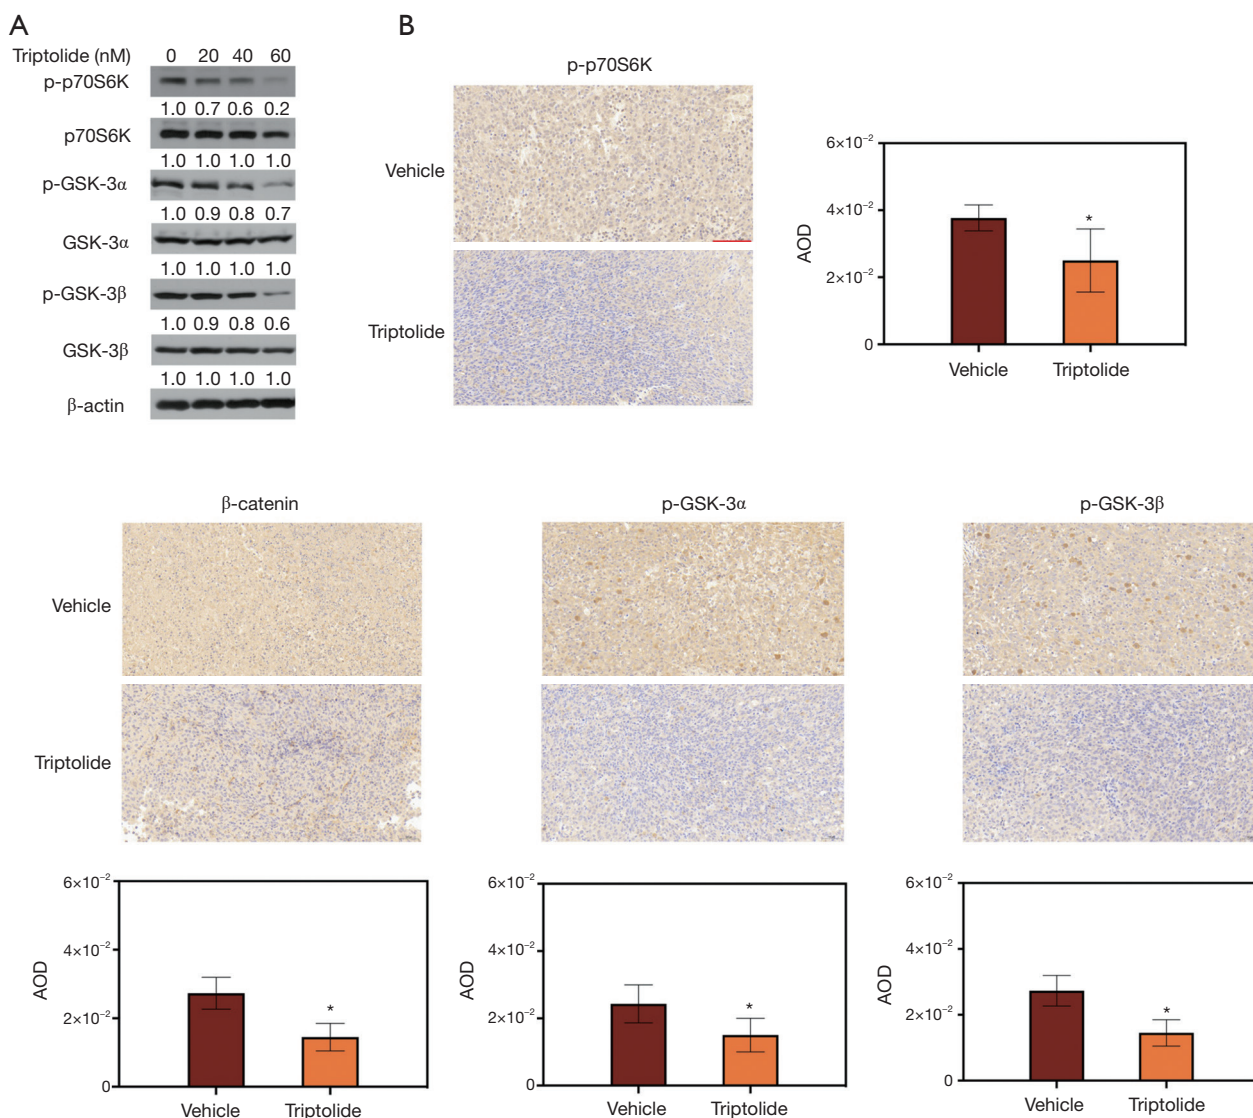 A
Triptolide (nM) 0 20 40 60
p-p70S6K
1.0 0.7 0.6 0.2
p70S6K
1.0 1.0 1.0 1.0
p-GSK-3α
1.0 0.9 0.8 0.7
GSK-3α
1.0 1.0 1.0 1.0
p-GSK-3β
1.0 0.9 0.8 0.6
GSK-3β
1.0 1.0 1.0 1.0
β-actin
B
p-p70S6K
Vehicle
Triptolide
6×10⁻²
4×10⁻²
2×10⁻²
0
AOD
*
Vehicle Triptolide
β-catenin p-GSK-3α p-GSK-3β
Vehicle
Triptolide
6×10⁻²
4×10⁻²
2×10⁻²
0
AOD
*
Vehicle Triptolide
6×10⁻²
4×10⁻²
2×10⁻²
0
AOD
*
Vehicle Triptolide
6×10⁻²
4×10⁻²
2×10⁻²
0
AOD
*
Vehicle Triptolide